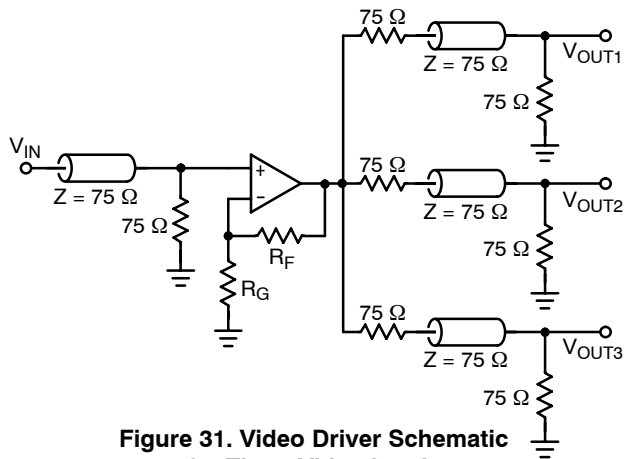 75 Ω
Z = 75 Ω
VOUT1
75 Ω
VIN
Z = 75 Ω
75 Ω
+
−
RF
RG
75 Ω
Z = 75 Ω
VOUT2
75 Ω
75 Ω
Z = 75 Ω
VOUT3
75 Ω
Figure 31. Video Driver Schematic